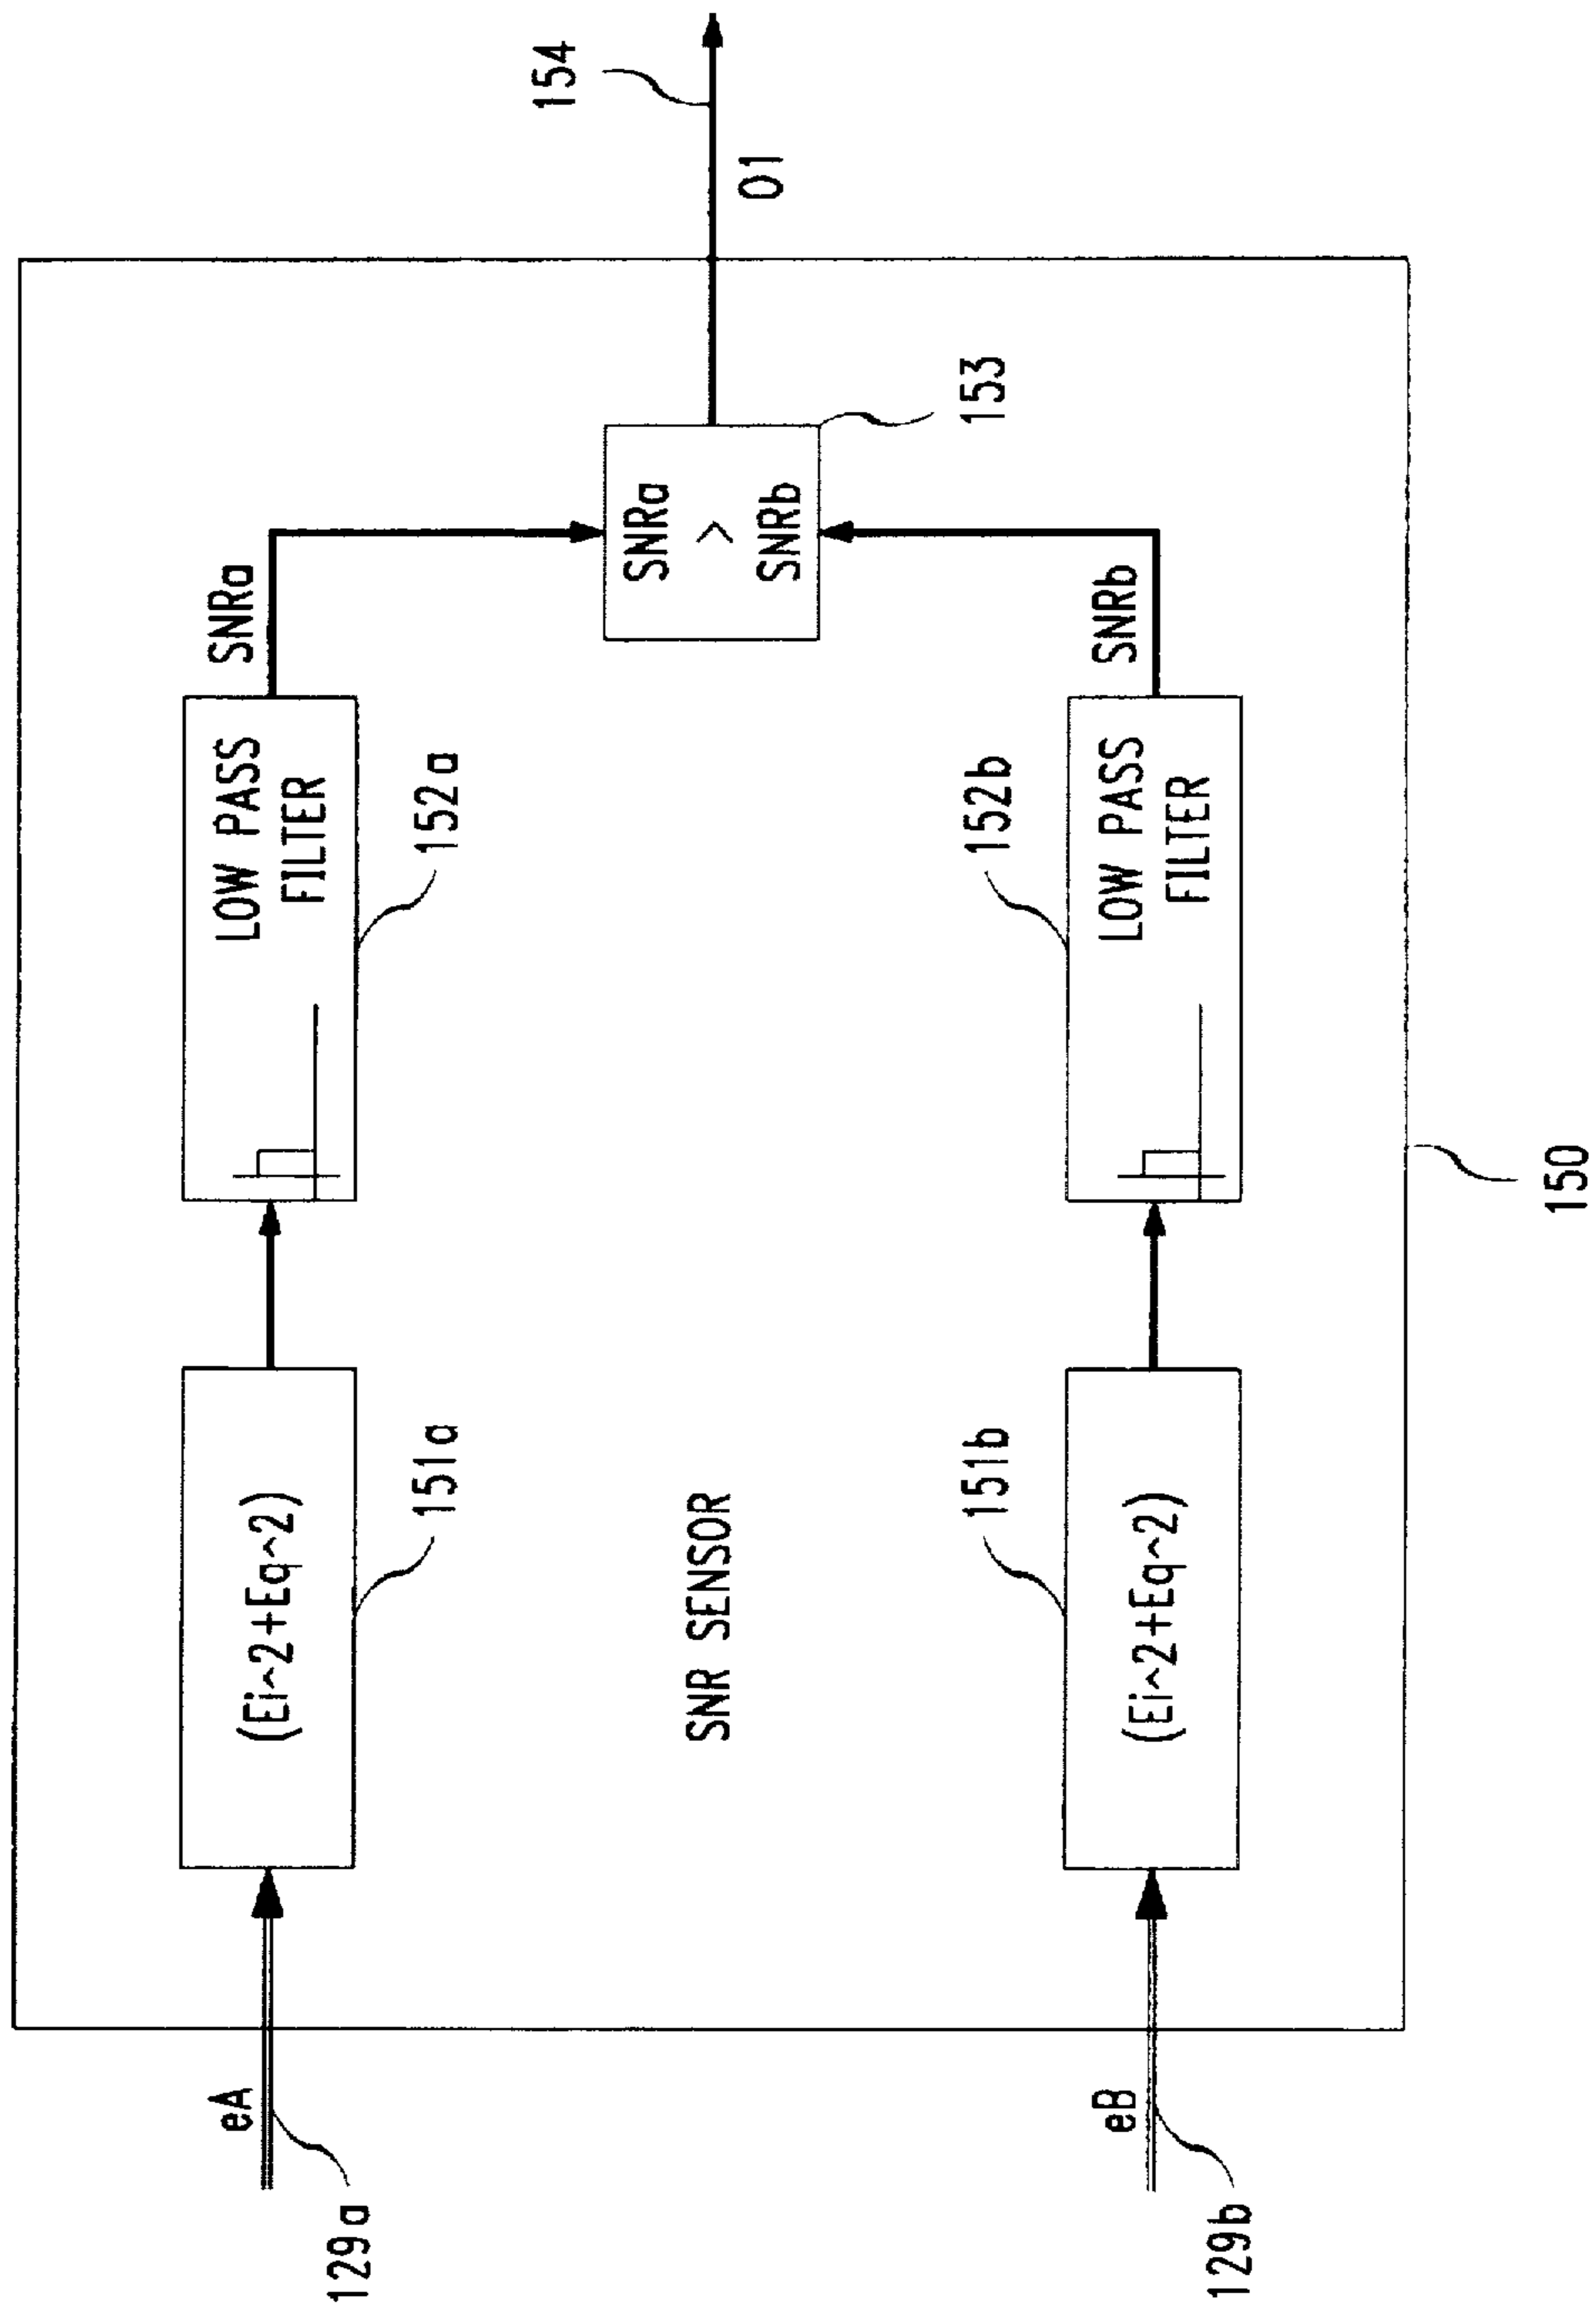 eA
129a
(Ei^2+Eq^2)
151a
LOW PASS
FILTER
152a
SNRa
SNR SENSOR
SNRa
>
SNRb
153
154
O1
eB
129b
(Ei^2+Eq^2)
151b
LOW PASS
FILTER
152b
SNRb
150